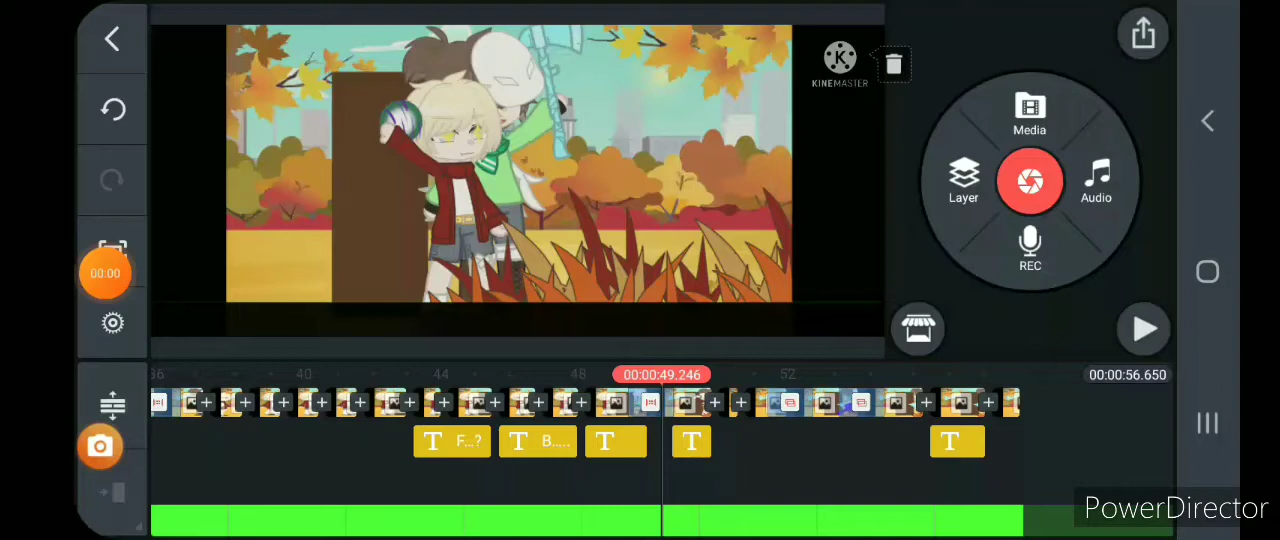 KINEMASTER
Media
Layer
Audio
REC
00:00
36
40
44
48
00:00:49.246
52
00:00:56.650
T F...?
T B.....
T
T
T
PowerDirector